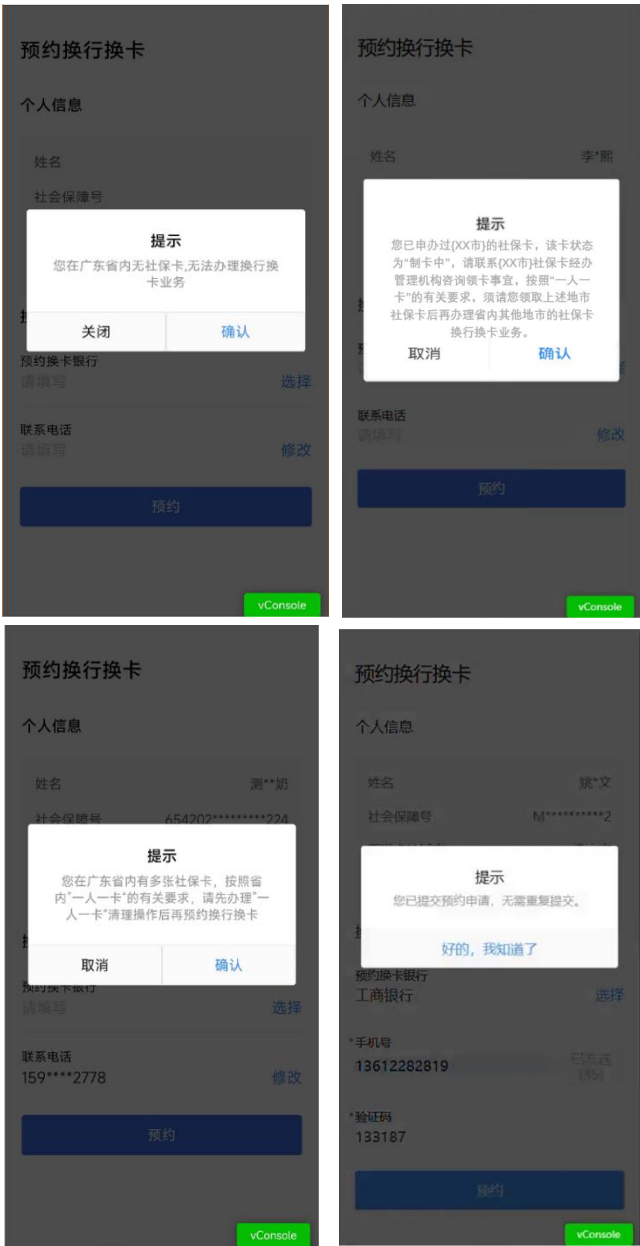 预约换行换卡
个人信息
姓名
社会保障号
提示
您在广东省内无社保卡,无法办理换行换
卡业务
关闭
确认
预约换卡银行
请填写
选择
联系电话
请填写
修改
预约
vConsole
预约换行换卡
个人信息
姓名
李*熙
提示
您已申办过{XX市}的社保卡，该卡状态
为“制卡中”，请联系{XX市}社保卡经办
管理机构咨询领卡事宜，按照“一人一
卡”的有关要求，须请您领取上述地市
社保卡后再办理省内其他地市的社保卡
换行换卡业务。
取消
确认
联系电话
请填写
修改
预约
vConsole
预约换行换卡
个人信息
姓名
测**奶
社会保障号
654202*********224
提示
您在广东省内有多张社保卡，按照省
内"一人一卡"的有关要求，请先办理"一
人一卡"清理操作后再预约换行换卡
取消
确认
预约换卡银行
请填写
选择
联系电话
159****2778
修改
预约
vConsole
预约换行换卡
个人信息
姓名
姚*文
社会保障号
M**********2
提示
您已提交预约申请，无需重复提交。
好的，我知道了
预约换卡银行
工商银行
选择
*手机号
13612282819
已发送
*验证码
133187
预约
vConsole